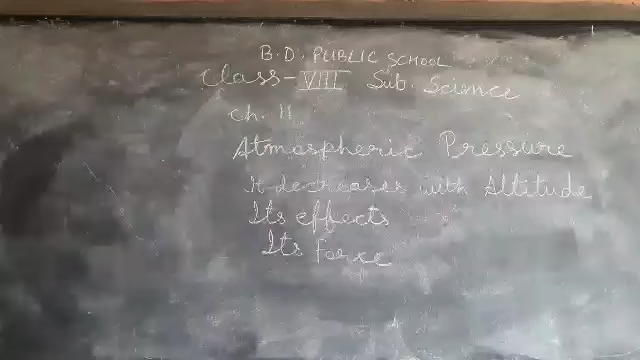 B.D. PUBLIC SCHOOL
Class-VIII Sub. Science
Ch. 11
Atmospheric Pressure
It decreases with Altitude
Its effects
Its Force